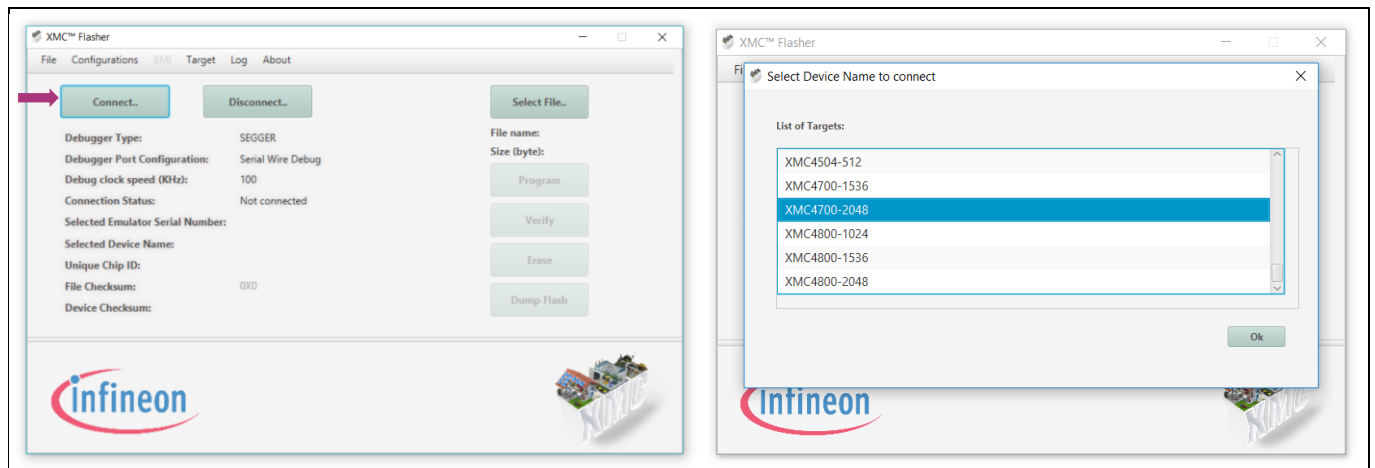 XMC™ Flasher
File Configurations BMI Target Log About
Connect..
Disconnect..
Select File..
Debugger Type: SEGGER
Debugger Port Configuration: Serial Wire Debug
Debug clock speed (KHz): 100
Connection Status: Not connected
Selected Emulator Serial Number:
Selected Device Name:
Unique Chip ID:
File Checksum: 0X0
Device Checksum:
File name:
Size (byte):
Program
Verify
Erase
Dump Flash
infineon
XMC
XMC™ Flasher
Fi
Select Device Name to connect
List of Targets:
XMC4504-512
XMC4700-1536
XMC4700-2048
XMC4800-1024
XMC4800-1536
XMC4800-2048
Ok
infineon
XMC